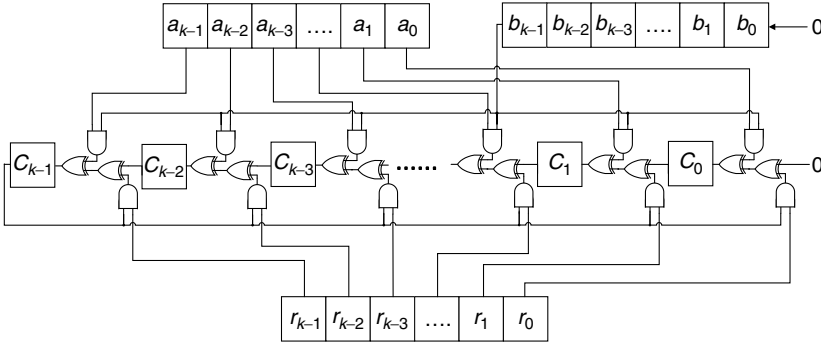 a_{k–1} a_{k–2} a_{k–3} .... a_1 a_0
b_{k–1} b_{k–2} b_{k–3} .... b_1 b_0 0
C_{k–1} C_{k–2} C_{k–3} ...... C_1 C_0 0
r_{k–1} r_{k–2} r_{k–3} .... r_1 r_0